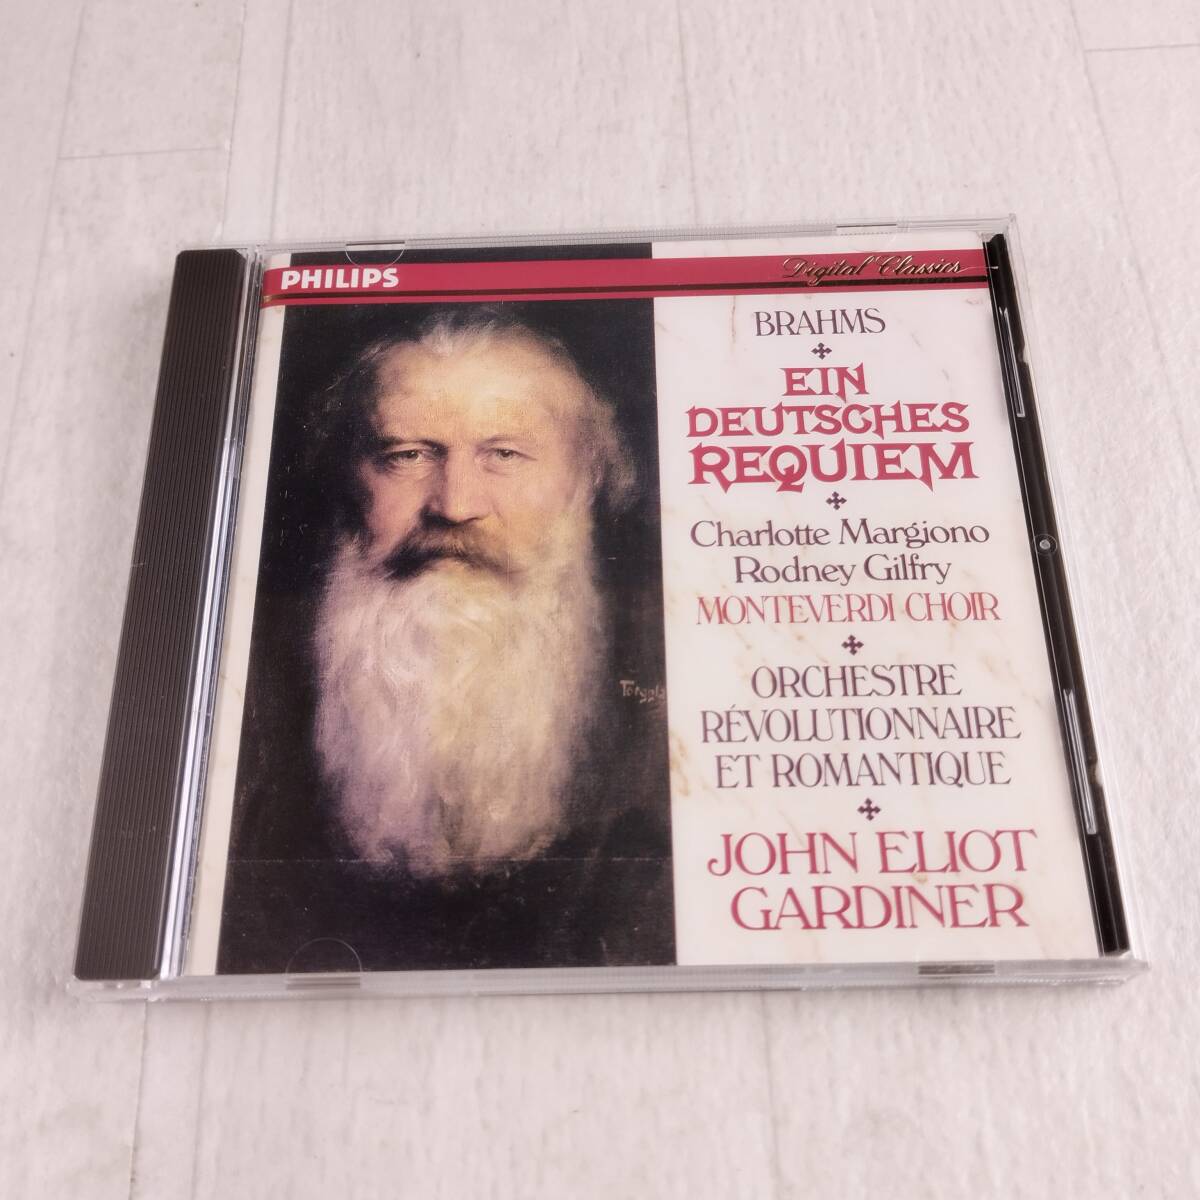 PHILIPS
Digital Classics
BRAHMS
EIN
DEUTSCHES
REQUIEM
Charlotte Margiono
Rodney Gilfry
MONTEVERDI CHOIR
ORCHESTRE
RÉVOLUTIONNAIRE
ET ROMANTIQUE
JOHN ELIOT
GARDINER